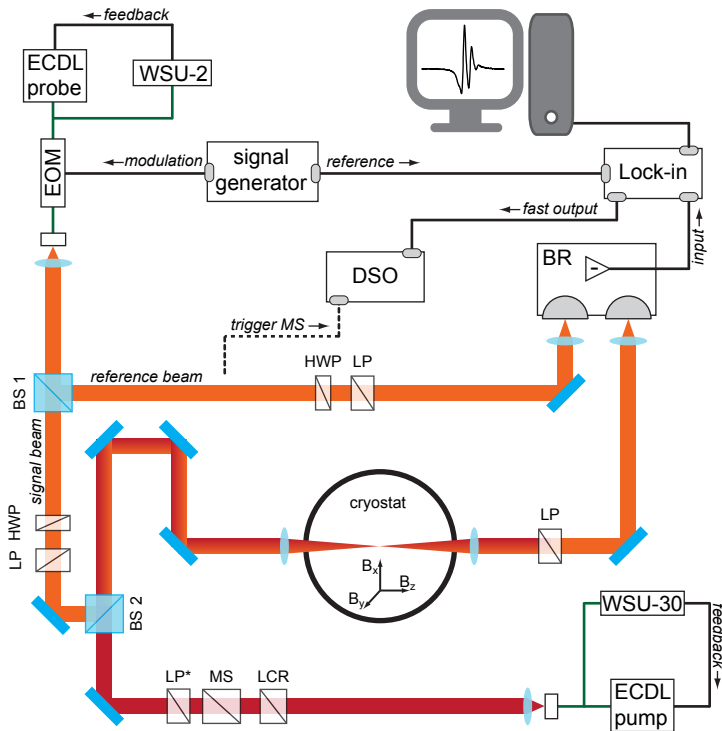 feedback
ECDL
probe
WSU-2
EOM
modulation
signal
generator
reference
Lock-in
fast output
input
DSO
BR
trigger MS
BS 1
reference beam
HWP
LP
signal beam
HWP
LP
cryostat
LP
Bx
Bz
By
BS 2
WSU-30
feedback
LP*
MS
LCR
ECDL
pump